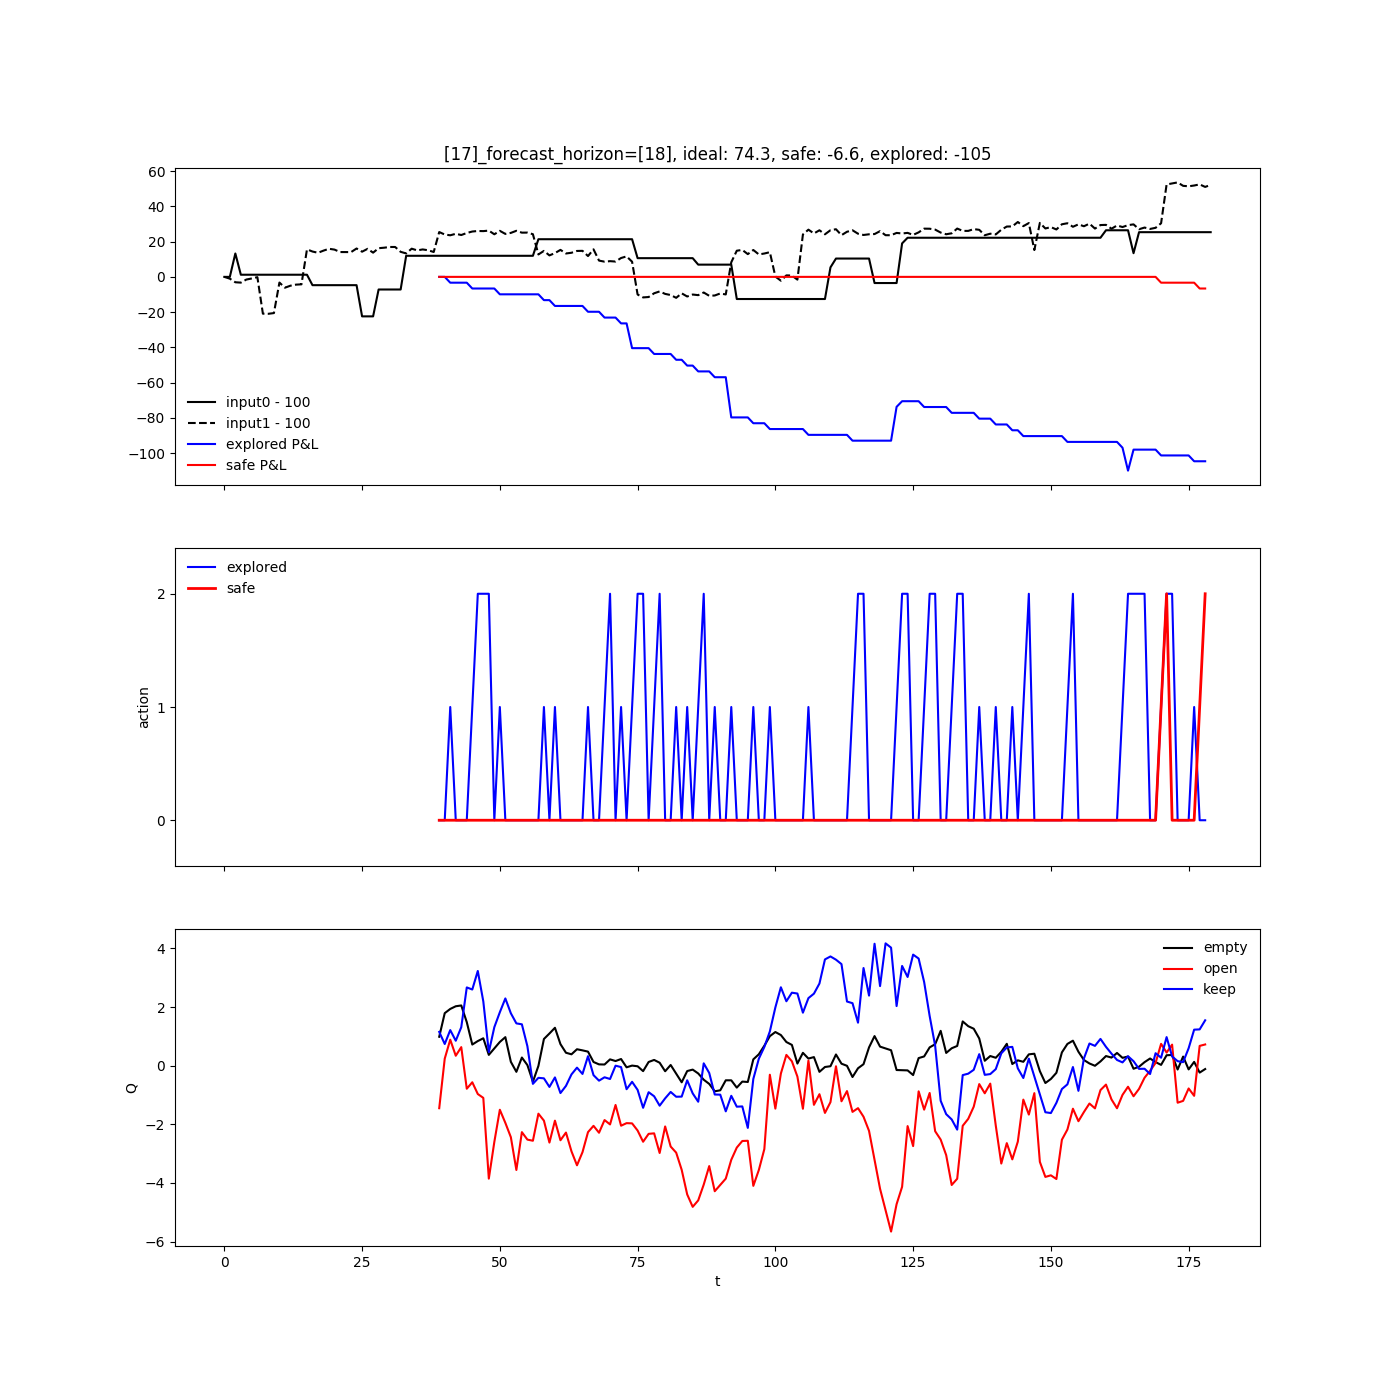 [17]_forecast_horizon=[18], ideal: 74.3, safe: -6.6, explored: -105
60
40
20
0
−20
−40
−60
−80
−100
input0 - 100
input1 - 100
explored P&L
safe P&L
2
1
0
action
explored
safe
4
2
0
−2
−4
−6
Q
empty
open
keep
0 25 50 75 100 125 150 175
t